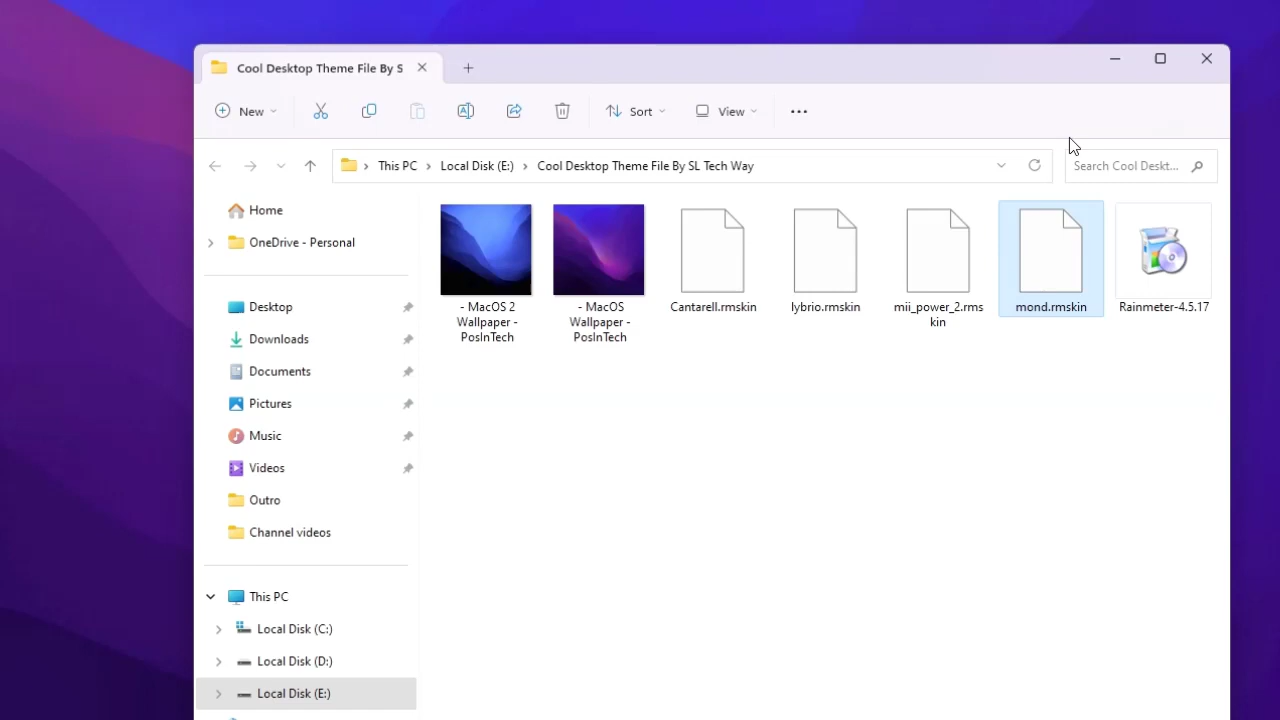 Cool Desktop Theme File By S
New
Sort
View
This PC
Local Disk (E:)
Cool Desktop Theme File By SL Tech Way
Search Cool Deskt...
Home
OneDrive - Personal
Desktop
Downloads
Documents
Pictures
Music
Videos
Outro
Channel videos
This PC
Local Disk (C:)
Local Disk (D:)
Local Disk (E:)
- MacOS 2
Wallpaper -
PosInTech
- MacOS
Wallpaper -
PosInTech
Cantarell.rmskin
lybrio.rmskin
mii_power_2.rms
kin
mond.rmskin
Rainmeter-4.5.17